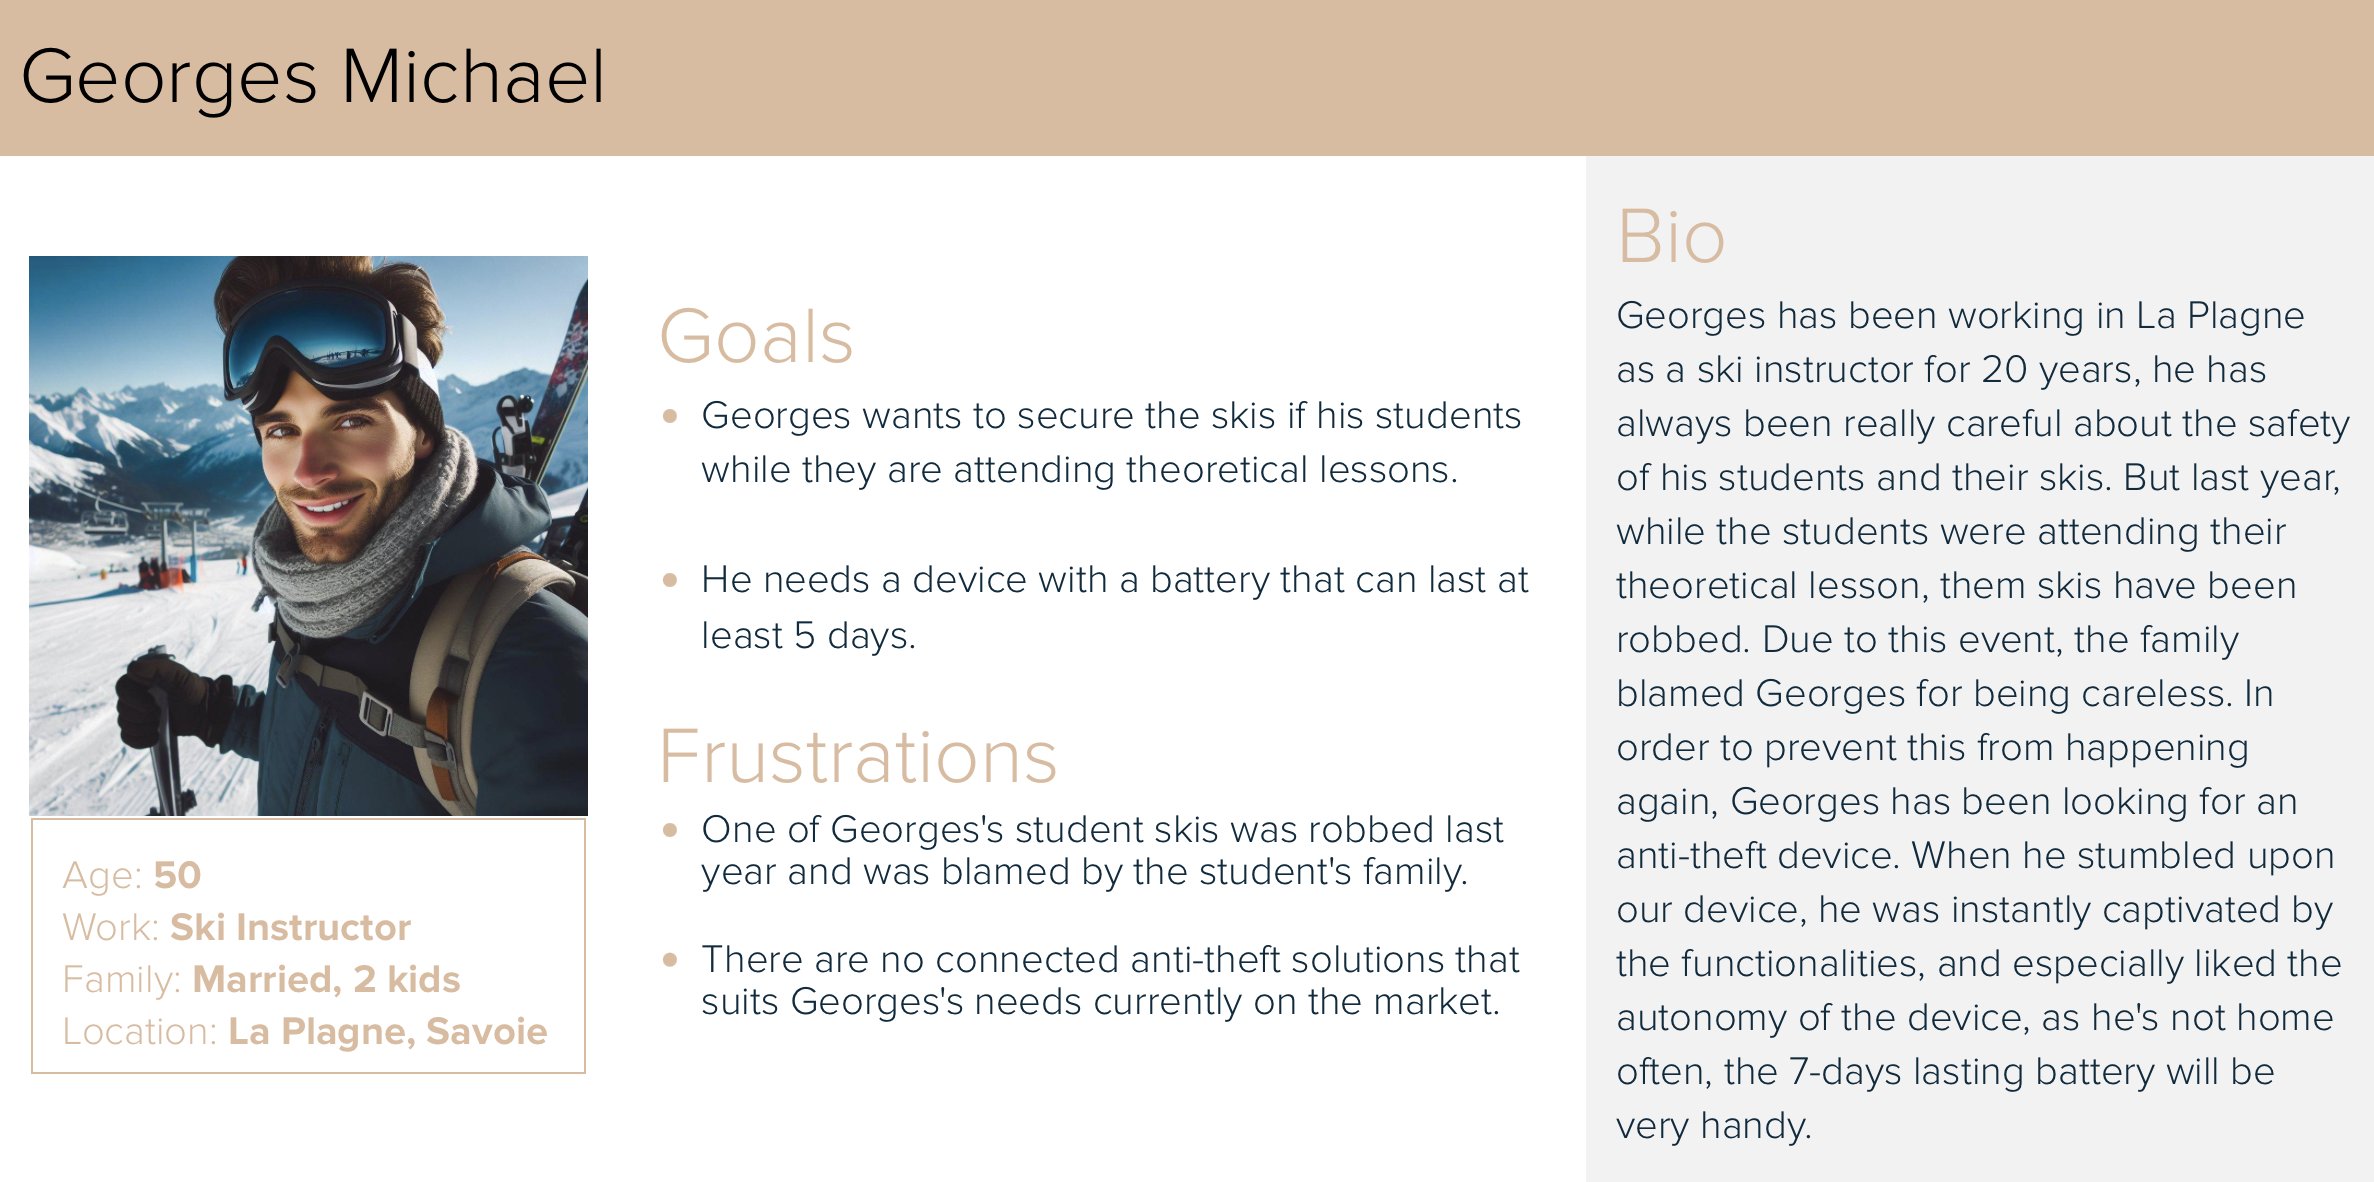 Georges Michael
Age: 50
Work: Ski Instructor
Family: Married, 2 kids
Location: La Plagne, Savoie
Goals
• Georges wants to secure the skis if his students
while they are attending theoretical lessons.
• He needs a device with a battery that can last at
least 5 days.
Frustrations
• One of Georges's student skis was robbed last
year and was blamed by the student's family.
• There are no connected anti-theft solutions that
suits Georges's needs currently on the market.
Bio
Georges has been working in La Plagne
as a ski instructor for 20 years, he has
always been really careful about the safety
of his students and their skis. But last year,
while the students were attending their
theoretical lesson, them skis have been
robbed. Due to this event, the family
blamed Georges for being careless. In
order to prevent this from happening
again, Georges has been looking for an
anti-theft device. When he stumbled upon
our device, he was instantly captivated by
the functionalities, and especially liked the
autonomy of the device, as he's not home
often, the 7-days lasting battery will be
very handy.